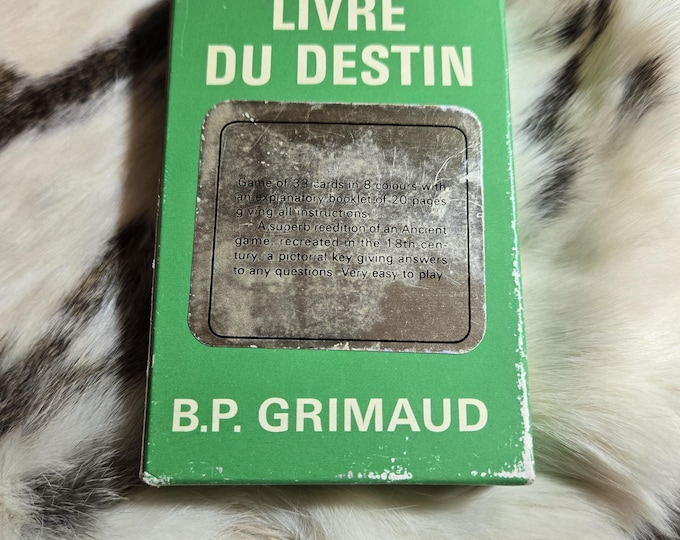 LIVRE
DU DESTIN
Game of 33 cards in 8 colours with
an explanatory booklet of 20 pages
giving all instructions.
A superb reedition of an Ancient
game, recreated in the 18th cen-
tury, a pictorial key giving answers
to any questions. Very easy to play.
B.P. GRIMAUD